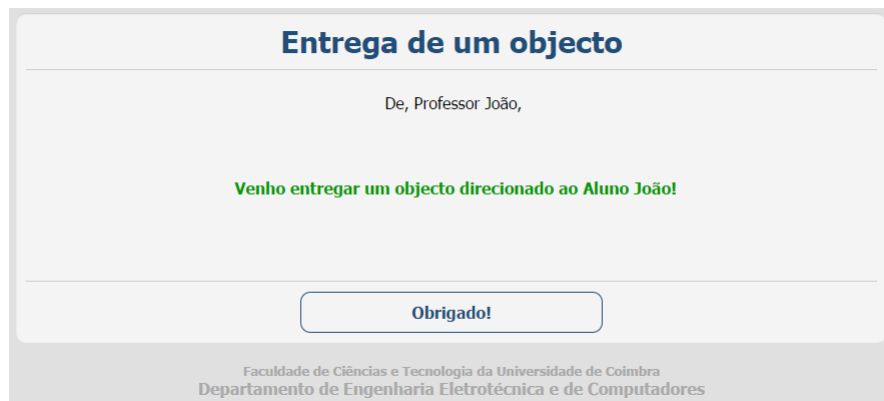 Entrega de um objecto
De, Professor João,
Venho entregar um objecto direcionado ao Aluno João!
Obrigado!
Faculdade de Ciências e Tecnologia da Universidade de Coimbra
Departamento de Engenharia Eletrotécnica e de Computadores